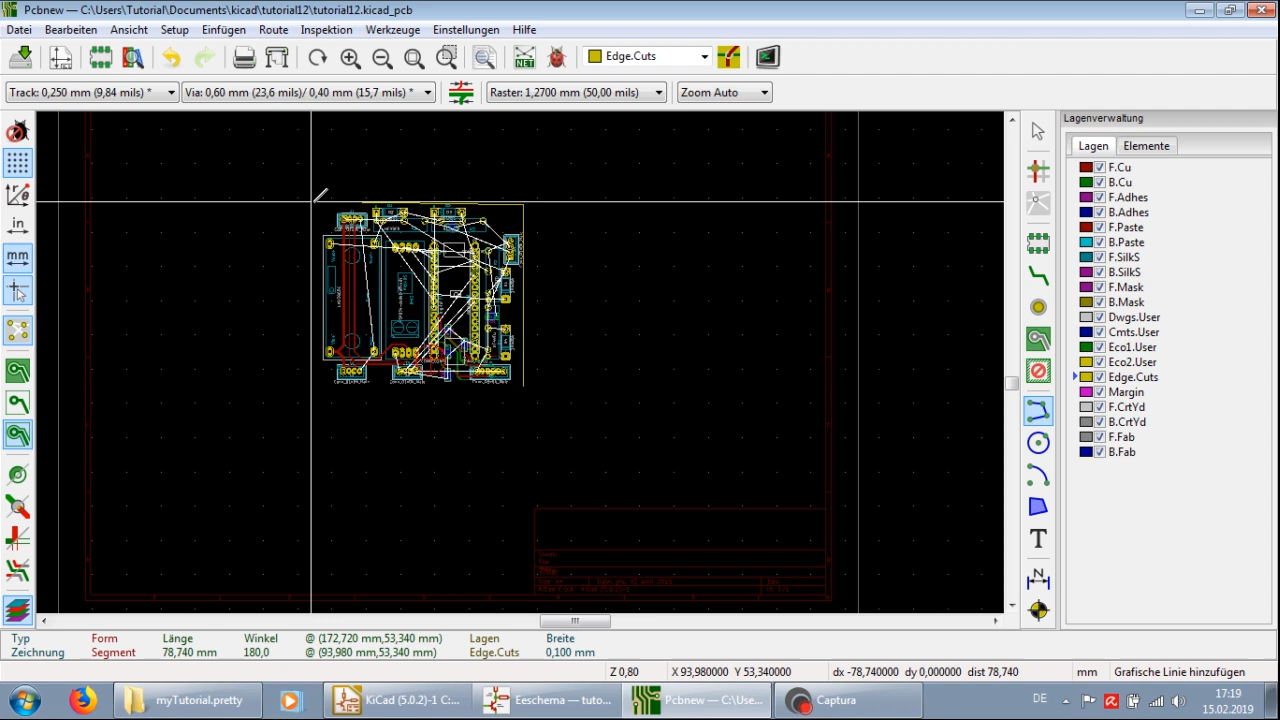 Pcbnew — C:\Users\Tutorial\Documents\kicad\tutorial12\tutorial12.kicad_pcb
Datei Bearbeiten Ansicht Setup Einfügen Route Inspektion Werkzeuge Einstellungen Hilfe
NET Edge.Cuts
Track: 0,250 mm (9,84 mils) * Via: 0,60 mm (23,6 mils)/ 0,40 mm (15,7 mils) * Raster: 1,2700 mm (50,00 mils) Zoom Auto
Lagenverwaltung
Lagen Elemente
F.Cu
B.Cu
F.Adhes
B.Adhes
F.Paste
B.Paste
F.SilkS
B.SilkS
F.Mask
B.Mask
Dwgs.User
Cmts.User
Eco1.User
Eco2.User
Edge.Cuts
Margin
F.CrtYd
B.CrtYd
F.Fab
B.Fab
in
mm
T
N
Typ Form Länge Winkel @ (172,720 mm,53,340 mm) Lagen Breite
Zeichnung Segment 78,740 mm 180,0 @ (93,980 mm,53,340 mm) Edge.Cuts 0,100 mm
Z 0,80 X 93,980000 Y 53,340000 dx -78,740000 dy 0,000000 dist 78,740 mm Grafische Linie hinzufügen
myTutorial.pretty KiCad (5.0.2)-1 C:... Eeschema — tuto... Pcbnew — C:\Use... Captura DE 17:19
15.02.2019